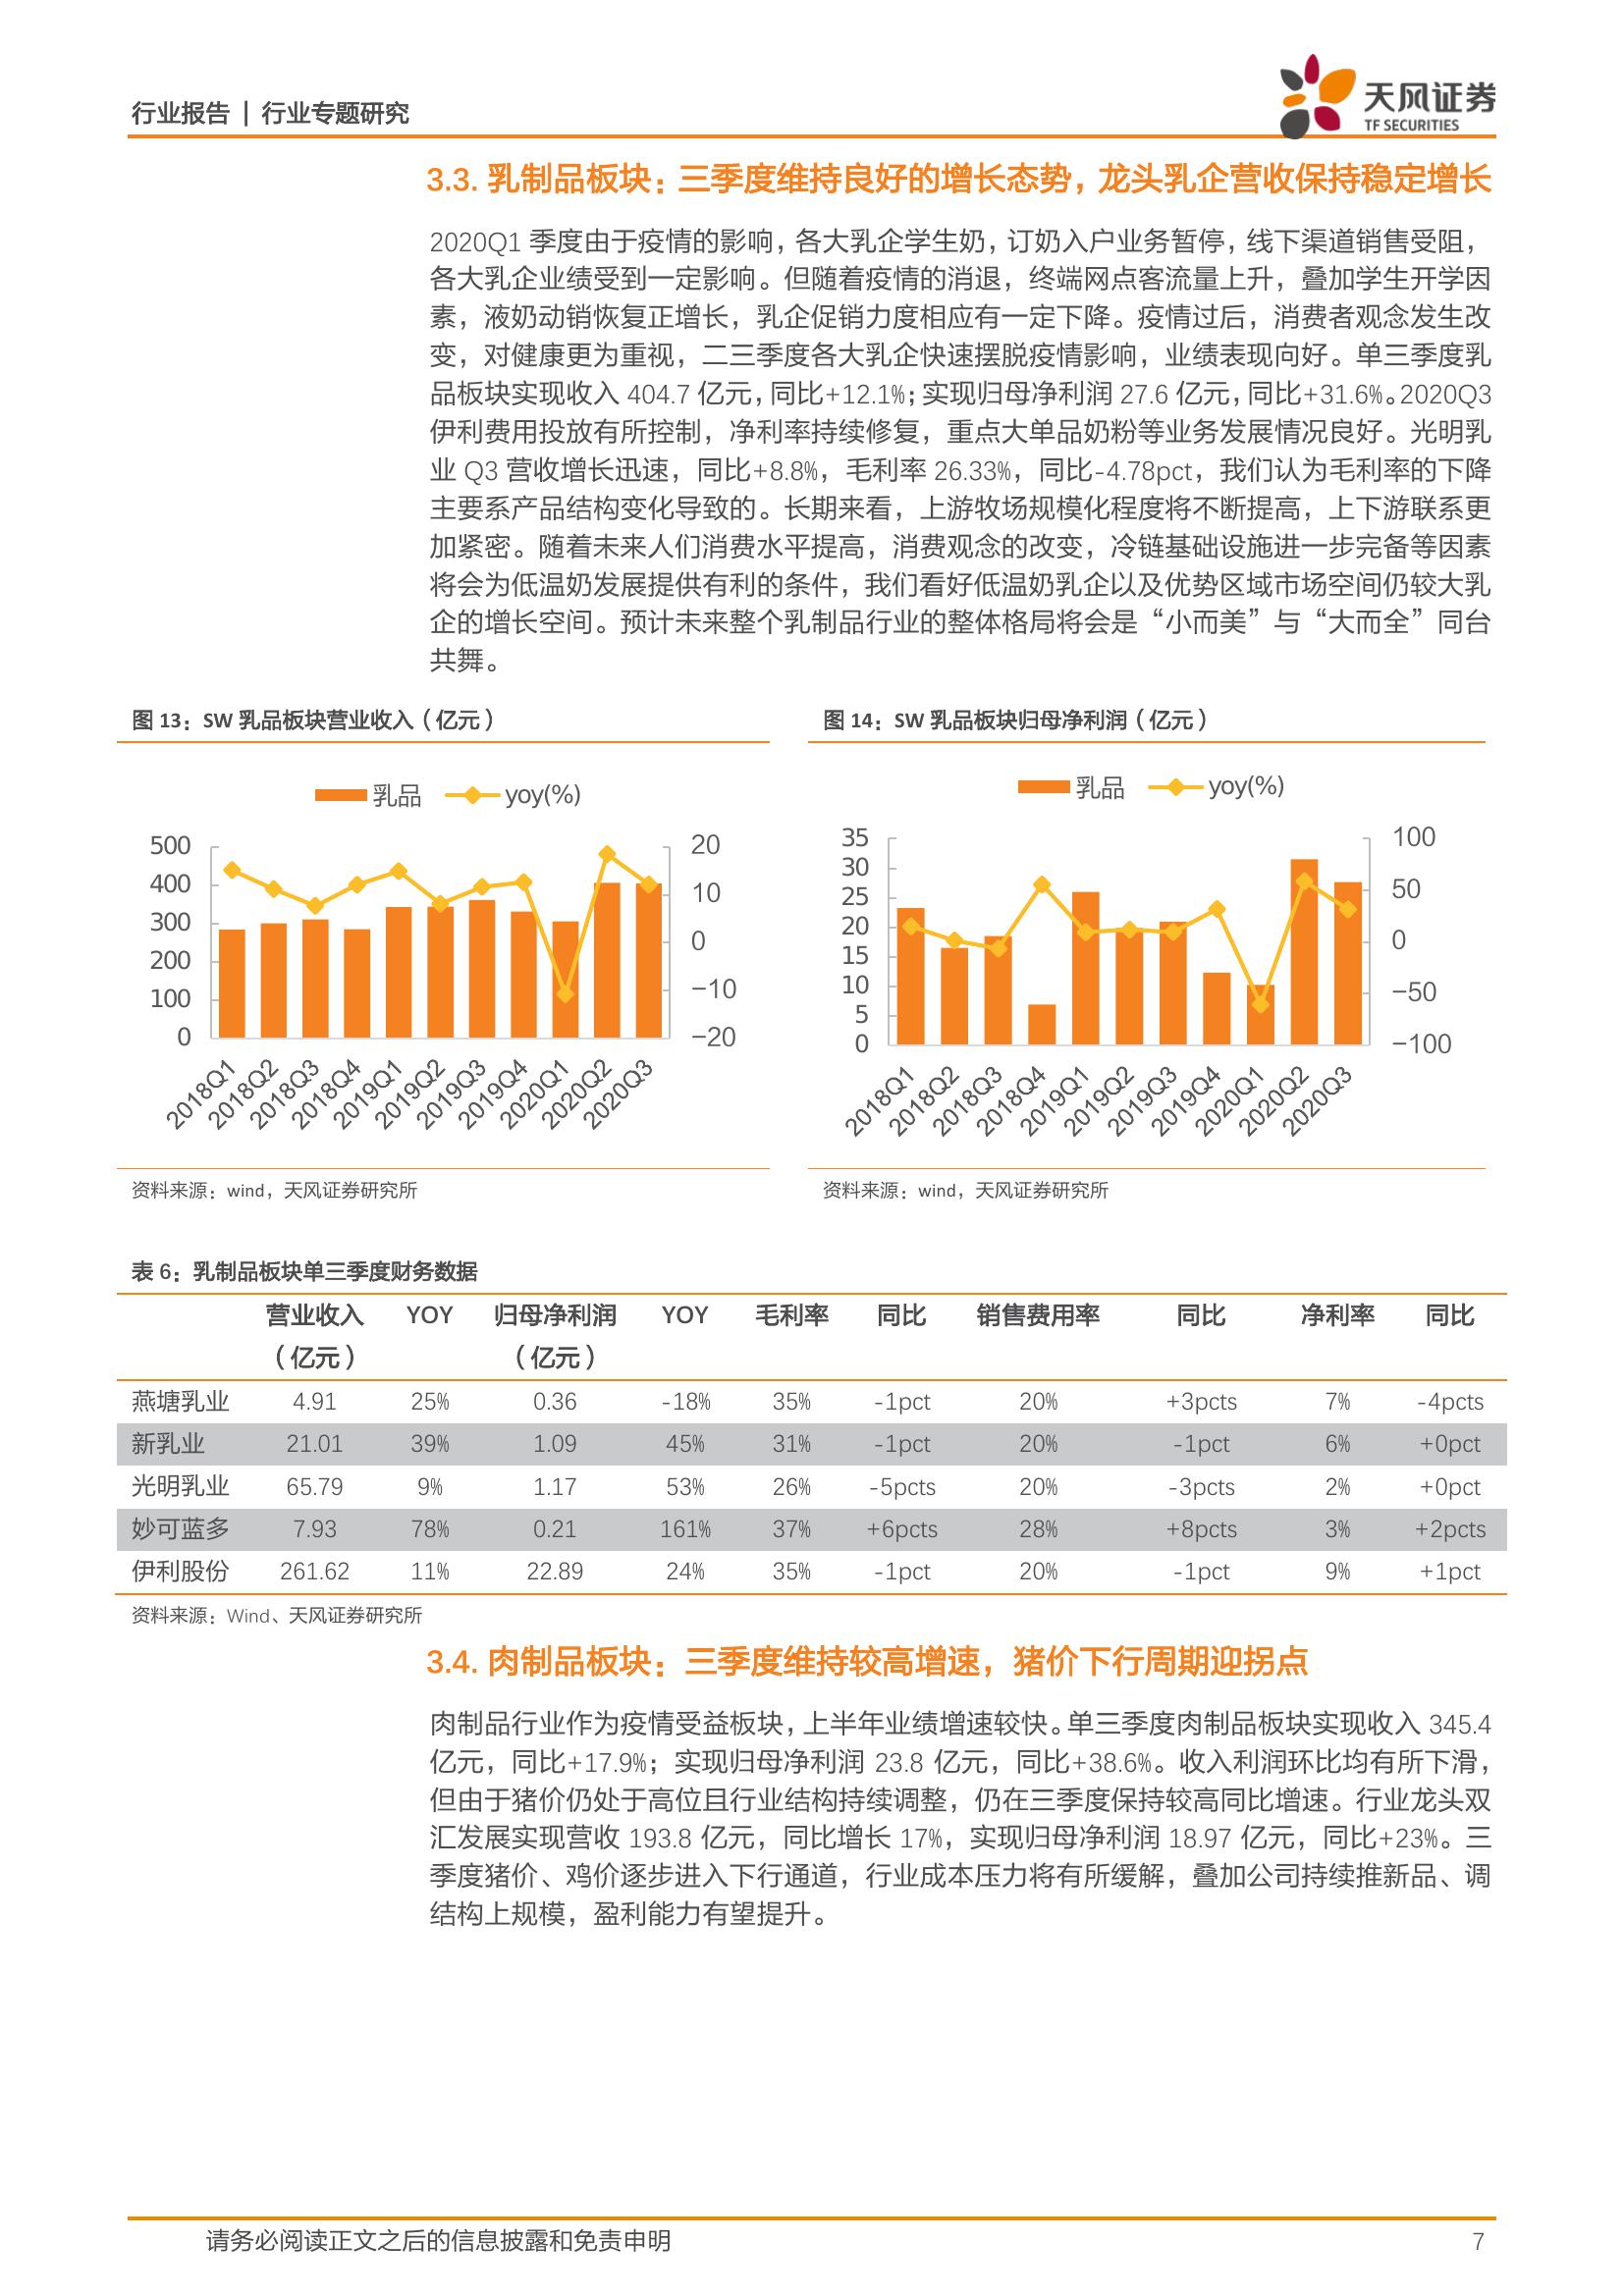 行业报告 | 行业专题研究
天风证券
TF SECURITIES
3.3. 乳制品板块：三季度维持良好的增长态势，龙头乳企营收保持稳定增长
2020Q1 季度由于疫情的影响，各大乳企学生奶，订奶入户业务暂停，线下渠道销售受阻，
各大乳企业绩受到一定影响。但随着疫情的消退，终端网点客流量上升，叠加学生开学因
素，液奶动销恢复正增长，乳企促销力度相应有一定下降。疫情过后，消费者观念发生改
变，对健康更为重视，二三季度各大乳企快速摆脱疫情影响，业绩表现向好。单三季度乳
品板块实现收入 404.7 亿元，同比+12.1%；实现归母净利润 27.6 亿元，同比+31.6%。2020Q3
伊利费用投放有所控制，净利率持续修复，重点大单品奶粉等业务发展情况良好。光明乳
业 Q3 营收增长迅速，同比+8.8%，毛利率 26.33%，同比-4.78pct，我们认为毛利率的下降
主要系产品结构变化导致的。长期来看，上游牧场规模化程度将不断提高，上下游联系更
加紧密。随着未来人们消费水平提高，消费观念的改变，冷链基础设施进一步完备等因素
将会为低温奶发展提供有利的条件，我们看好低温奶乳企以及优势区域市场空间仍较大乳
企的增长空间。预计未来整个乳制品行业的整体格局将会是“小而美”与“大而全”同台
共舞。
图 13：SW 乳品板块营业收入（亿元）
乳品 yoy(%)
500 20
400 10
300 0
200 −10
100 −20
0
2018Q1 2018Q2 2018Q3 2018Q4 2019Q1 2019Q2 2019Q3 2019Q4 2020Q1 2020Q2 2020Q3
资料来源：wind，天风证券研究所
图 14：SW 乳品板块归母净利润（亿元）
乳品 yoy(%)
35 100
30 50
25 0
20 −50
15 −100
10
5
0
2018Q1 2018Q2 2018Q3 2018Q4 2019Q1 2019Q2 2019Q3 2019Q4 2020Q1 2020Q2 2020Q3
资料来源：wind，天风证券研究所
表 6：乳制品板块单三季度财务数据
营业收入 YOY 归母净利润 YOY 毛利率 同比 销售费用率 同比 净利率 同比
（亿元） （亿元）
燕塘乳业 4.91 25% 0.36 -18% 35% -1pct 20% +3pcts 7% -4pcts
新乳业 21.01 39% 1.09 45% 31% -1pct 20% -1pct 6% +0pct
光明乳业 65.79 9% 1.17 53% 26% -5pcts 20% -3pcts 2% +0pct
妙可蓝多 7.93 78% 0.21 161% 37% +6pcts 28% +8pcts 3% +2pcts
伊利股份 261.62 11% 22.89 24% 35% -1pct 20% -1pct 9% +1pct
资料来源：Wind、天风证券研究所
3.4. 肉制品板块：三季度维持较高增速，猪价下行周期迎拐点
肉制品行业作为疫情受益板块，上半年业绩增速较快。单三季度肉制品板块实现收入 345.4
亿元，同比+17.9%；实现归母净利润 23.8 亿元，同比+38.6%。收入利润环比均有所下滑，
但由于猪价仍处于高位且行业结构持续调整，仍在三季度保持较高同比增速。行业龙头双
汇发展实现营收 193.8 亿元，同比增长 17%，实现归母净利润 18.97 亿元，同比+23%。三
季度猪价、鸡价逐步进入下行通道，行业成本压力将有所缓解，叠加公司持续推新品、调
结构上规模，盈利能力有望提升。
请务必阅读正文之后的信息披露和免责申明 7